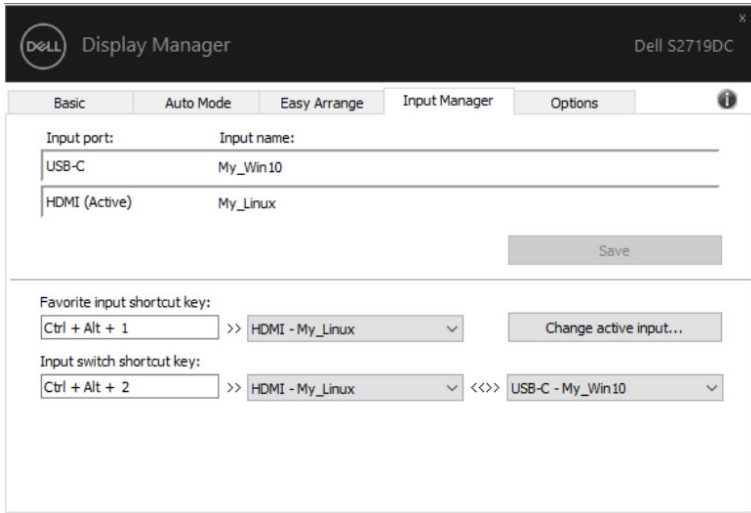 x
DELL Display Manager Dell S2719DC
Basic Auto Mode Easy Arrange Input Manager Options i
Input port: Input name:
USB-C My_Win10
HDMI (Active) My_Linux
Save
Favorite input shortcut key:
Ctrl + Alt + 1 >> HDMI - My_Linux Change active input...
Input switch shortcut key:
Ctrl + Alt + 2 >> HDMI - My_Linux <<>> USB-C - My_Win10